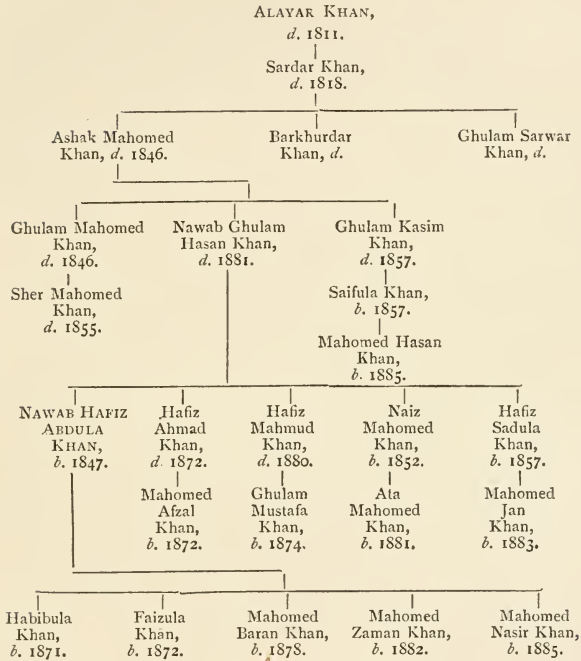 ALAYAR KHAN,
d. 1811.
Sardar Khan,
d. 1818.
Ashak Mahomed
Khan, d. 1846.
Barkhurdar
Khan, d.
Ghulam Sarwar
Khan, d.
Ghulam Mahomed
Khan,
d. 1846.
Sher Mahomed
Khan,
d. 1855.
Nawab Ghulam
Hasan Khan,
d. 1881.
Ghulam Kasim
Khan,
d. 1857.
Saifula Khan,
b. 1857.
Mahomed Hasan
Khan,
b. 1885.
NAWAB HAFIZ
ABDULA
KHAN,
b. 1847.
Hafiz
Ahmad
Khan,
d. 1872.
Mahomed
Afzal
Khan,
b. 1872.
Hafiz
Mahmud
Khan,
d. 1880.
Ghulam
Mustafa
Khan,
b. 1874.
Naiz
Mahomed
Khan,
b. 1852.
Ata
Mahomed
Khan,
b. 1881.
Hafiz
Sadula
Khan,
b. 1857.
Mahomed
Jan
Khan,
b. 1883.
Habibula
Khan,
b. 1871.
Faizula
Khan,
b. 1872.
Mahomed
Baran Khan,
b. 1878.
Mahomed
Zaman Khan,
b. 1882.
Mahomed
Nasir Khan,
b. 1885.